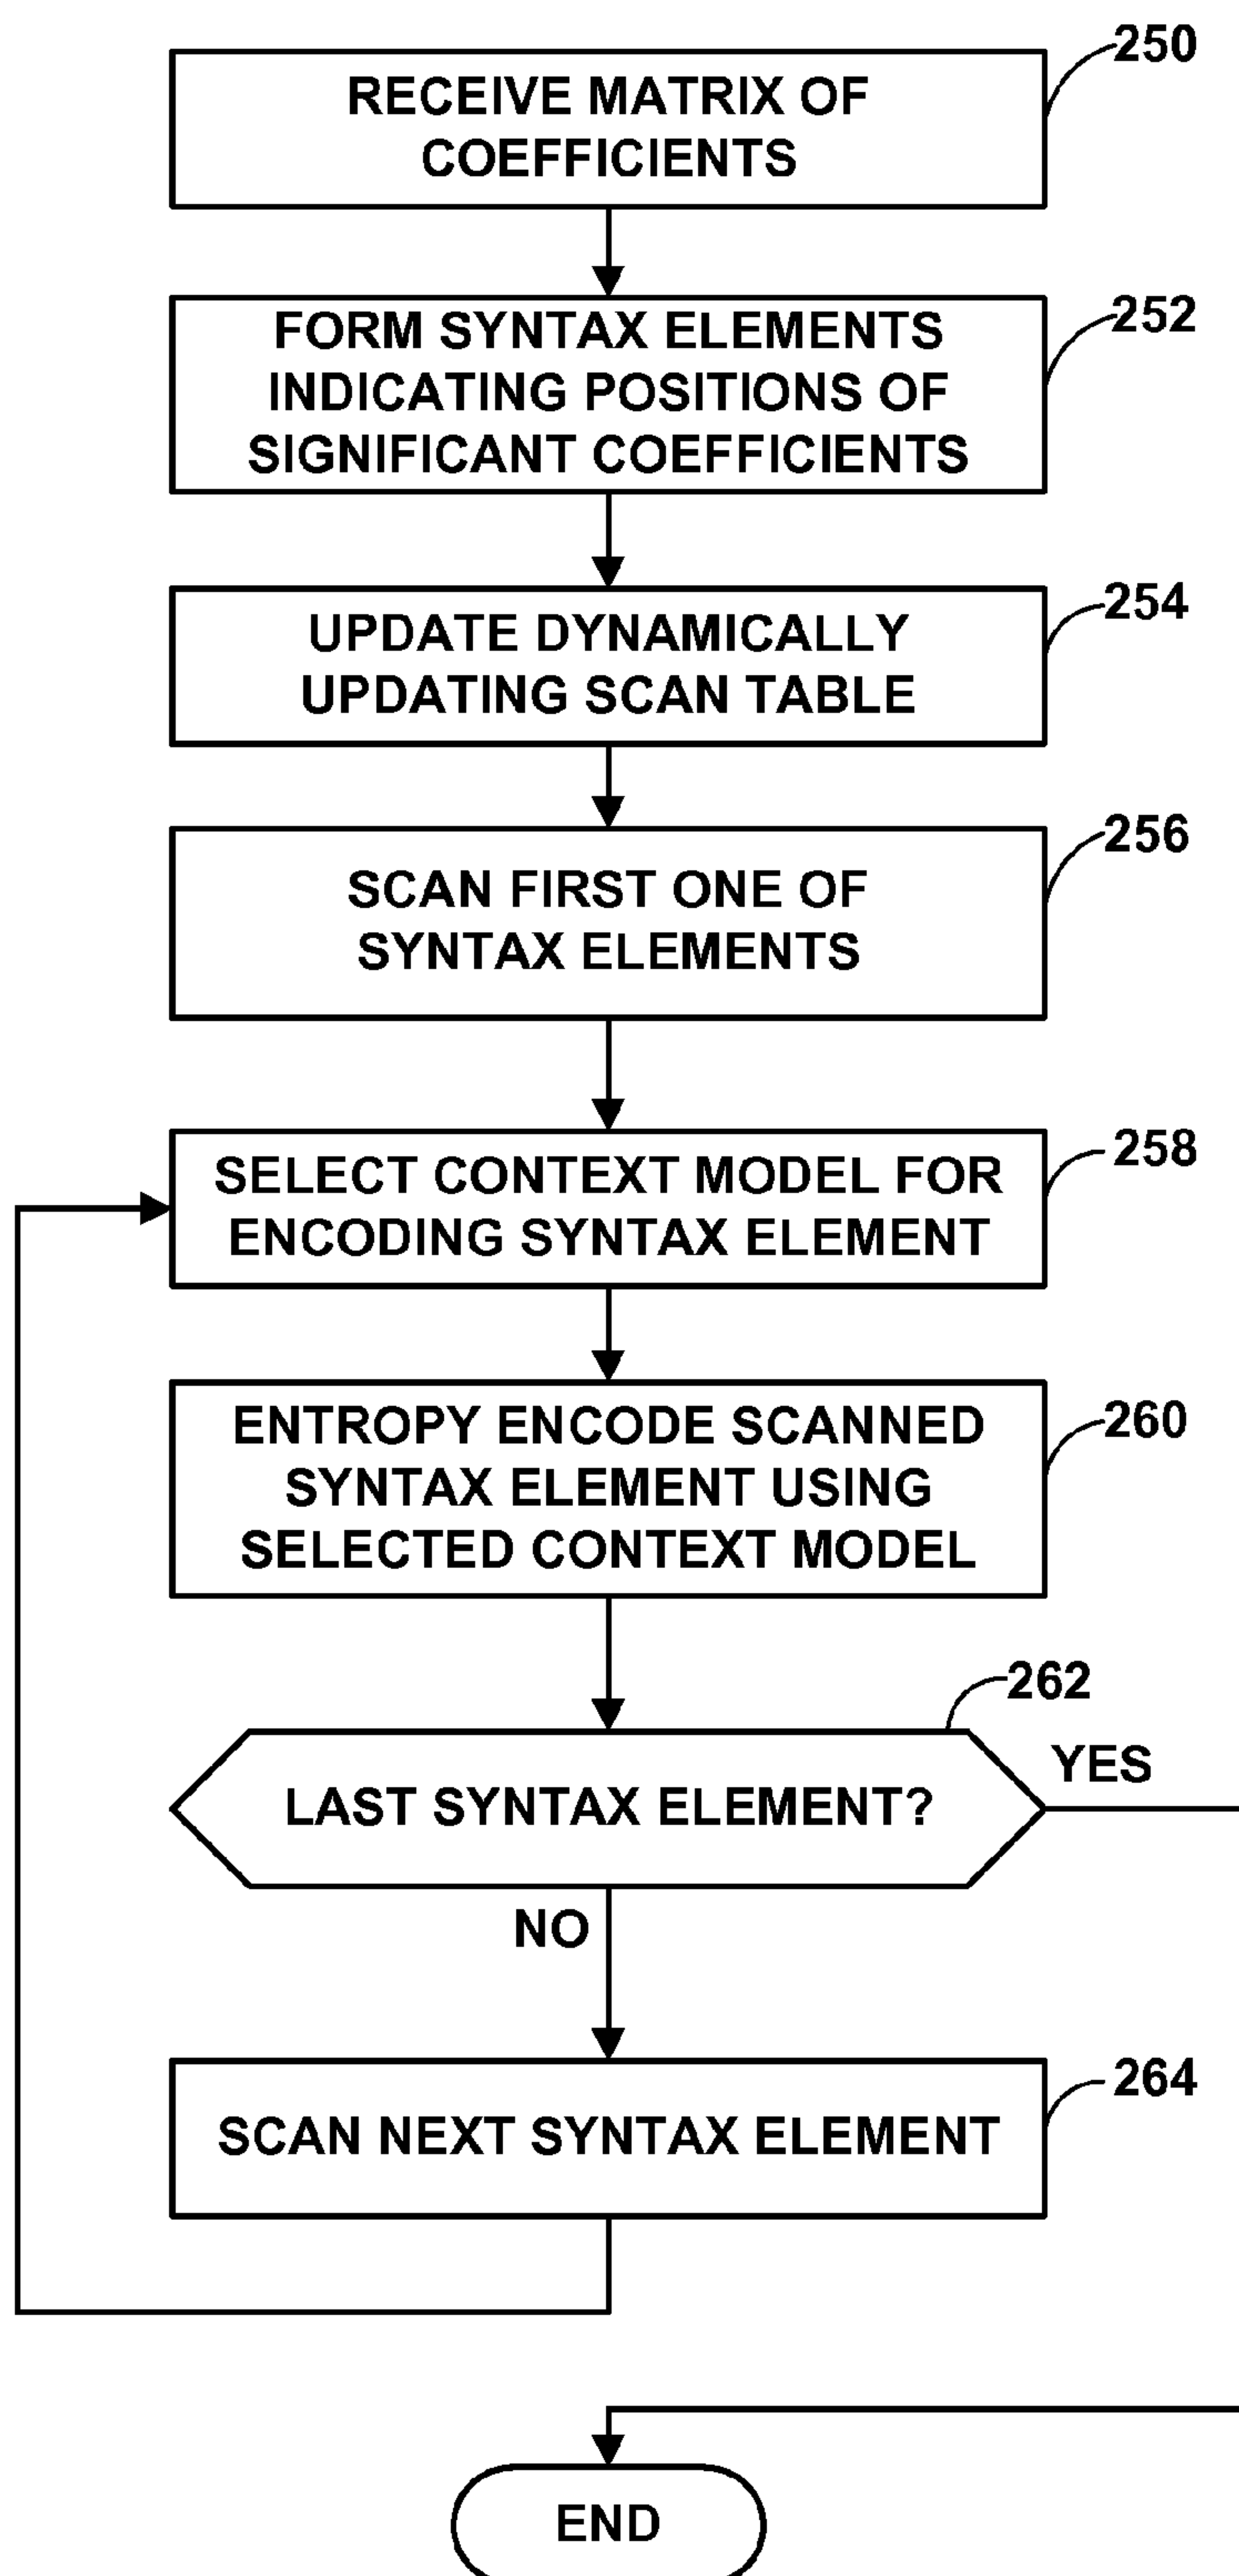 250
RECEIVE MATRIX OF
COEFFICIENTS
252
FORM SYNTAX ELEMENTS
INDICATING POSITIONS OF
SIGNIFICANT COEFFICIENTS
254
UPDATE DYNAMICALLY
UPDATING SCAN TABLE
256
SCAN FIRST ONE OF
SYNTAX ELEMENTS
258
SELECT CONTEXT MODEL FOR
ENCODING SYNTAX ELEMENT
260
ENTROPY ENCODE SCANNED
SYNTAX ELEMENT USING
SELECTED CONTEXT MODEL
262
YES
LAST SYNTAX ELEMENT?
NO
264
SCAN NEXT SYNTAX ELEMENT
END